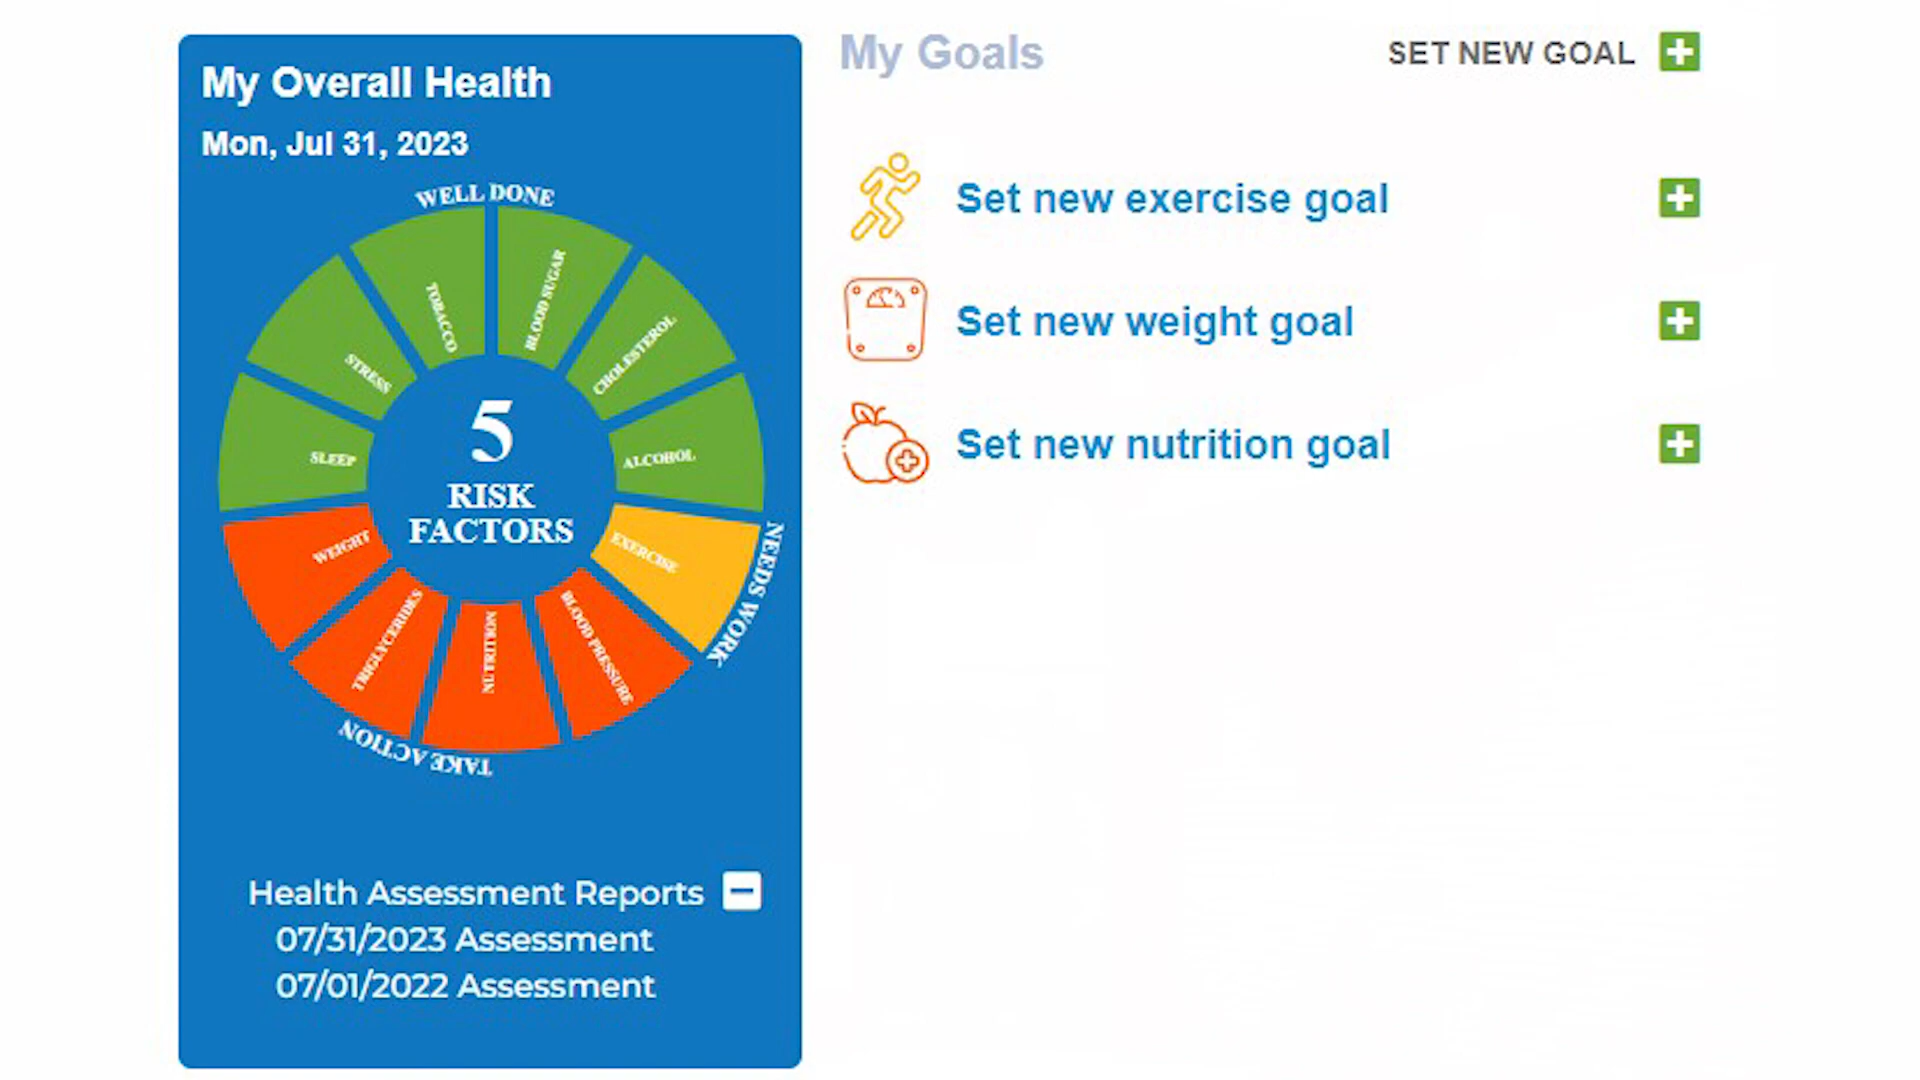 My Overall Health
Mon, Jul 31, 2023
WELL DONE
TOBACCO
BLOOD SUGAR
STRESS
CHOLESTEROL
SLEEP
ALCOHOL
5
RISK
FACTORS
WEIGHT
EXERCISE
NEEDS WORK
TRIGLYCERIDES
NUTRITION
BLOOD PRESSURE
TAKE ACTION
Health Assessment Reports
07/31/2023 Assessment
07/01/2022 Assessment
My Goals
SET NEW GOAL
Set new exercise goal
Set new weight goal
Set new nutrition goal